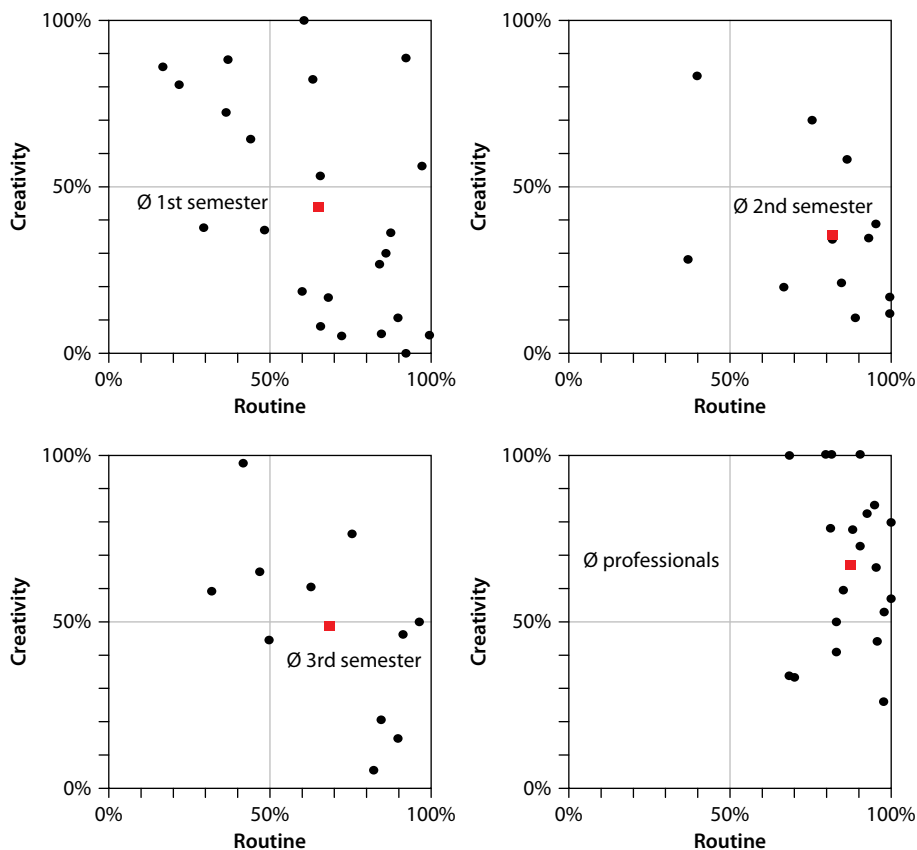 100%
100%
Creativity
Creativity
50%
50%
Ø 1st semester
Ø 2nd semester
0%
0%
0%
50%
100%
0%
50%
100%
Routine
Routine
100%
100%
Creativity
Creativity
Ø professionals
50%
50%
Ø 3rd semester
0%
0%
0%
50%
100%
0%
50%
100%
Routine
Routine